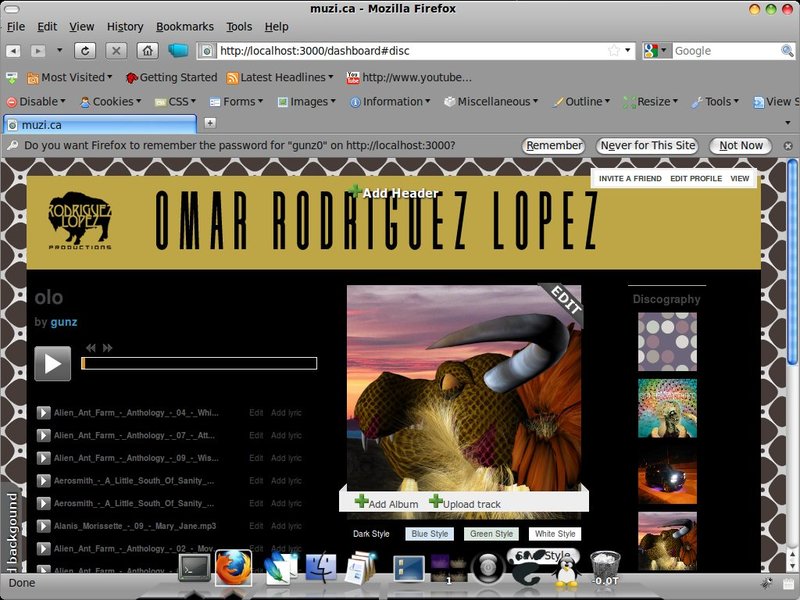 muzi.ca - Mozilla Firefox
File Edit View History Bookmarks Tools Help
http://localhost:3000/dashboard#disc
Google
Most Visited Getting Started Latest Headlines http://www.youtube...
Disable Cookies CSS Forms Images Information Miscellaneous Outline Resize Tools View S
muzi.ca
Do you want Firefox to remember the password for "gunz0" on http://localhost:3000? Remember Never for This Site Not Now
INVITE A FRIEND EDIT PROFILE VIEW
Add Header
RODRIGUEZ
LOPEZ
PRODUCTIONS
OMAR RODRIGUEZ LOPEZ
olo
by gunz
EDIT
Discography
Alien_Ant_Farm_-_Anthology_-_04_-_Whi... Edit Add lyric
Alien_Ant_Farm_-_Anthology_-_07_-_Att... Edit Add lyric
Alien_Ant_Farm_-_Anthology_-_09_-_Wis... Edit Add lyric
Aerosmith_-_A_Little_South_Of_Sanity_... Edit Add lyric
Aerosmith_-_A_Little_South_Of_Sanity_... Edit Add lyric
Alanis_Morissette_-_09_-_Mary_Jane.mp3 Edit Add lyric
Alien_Ant_Farm_-_Anthology_-_02_-_Mov... Edit Add lyric
Add Album Upload track
Dark Style Blue Style Green Style White Style
Save Style
d backgound
1
-0.0T
Done